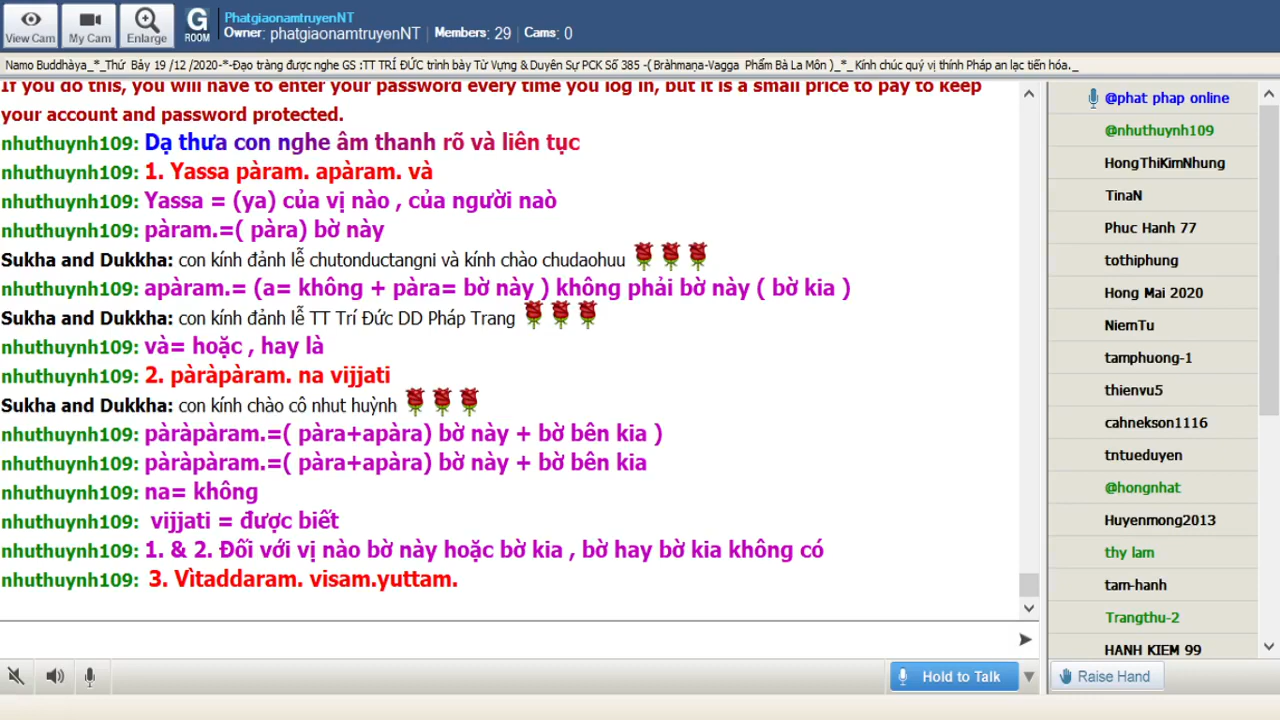 View Cam
My Cam
Enlarge
G
ROOM
PhatgiaonamtruyenNT
Owner: phatgiaonamtruyenNT | Members: 29 | Cams: 0
Namo Buddhàya_*_Thứ Bảy 19 /12 /2020-*-Đạo tràng được nghe GS :TT TRÍ ĐỨC trình bày Từ Vựng & Duyên Sự PCK Số 385 -( Bràhmaṇa-Vagga Phẩm Bà La Môn )_*_ Kính chúc quý vị thính Pháp an lạc tiến hóa._
If you do this, you will have to enter your password every time you log in, but it is a small price to pay to keep
your account and password protected.
nhuthuynh109: Dạ thưa con nghe âm thanh rõ và liên tục
nhuthuynh109: 1. Yassa pàram. apàram. và
nhuthuynh109: Yassa = (ya) của vị nào , của người naò
nhuthuynh109: pàram.=( pàra) bờ này
Sukha and Dukkha: con kính đảnh lễ chutonductangni và kính chào chudaohuu
nhuthuynh109: apàram.= (a= không + pàra= bờ này ) không phải bờ này ( bờ kia )
Sukha and Dukkha: con kính đảnh lễ TT Trí Đức DD Pháp Trang
nhuthuynh109: và= hoặc , hay là
nhuthuynh109: 2. pàràpàram. na vijjati
Sukha and Dukkha: con kính chào cô nhut huỳnh
nhuthuynh109: pàràpàram.=( pàra+apàra) bờ này + bờ bên kia )
nhuthuynh109: pàràpàram.=( pàra+apàra) bờ này + bờ bên kia
nhuthuynh109: na= không
nhuthuynh109: vijjati = được biết
nhuthuynh109: 1. & 2. Đối với vị nào bờ này hoặc bờ kia , bờ hay bờ kia không có
nhuthuynh109: 3. Vìtaddaram. visam.yuttam.
@phat phap online
@nhuthuynh109
HongThiKimNhung
TinaN
Phuc Hanh 77
tothiphung
Hong Mai 2020
NiemTu
tamphuong-1
thienvu5
cahnekson1116
tntueduyen
@hongnhat
Huyenmong2013
thy lam
tam-hanh
Trangthu-2
HANH KIEM 99
Hold to Talk
Raise Hand